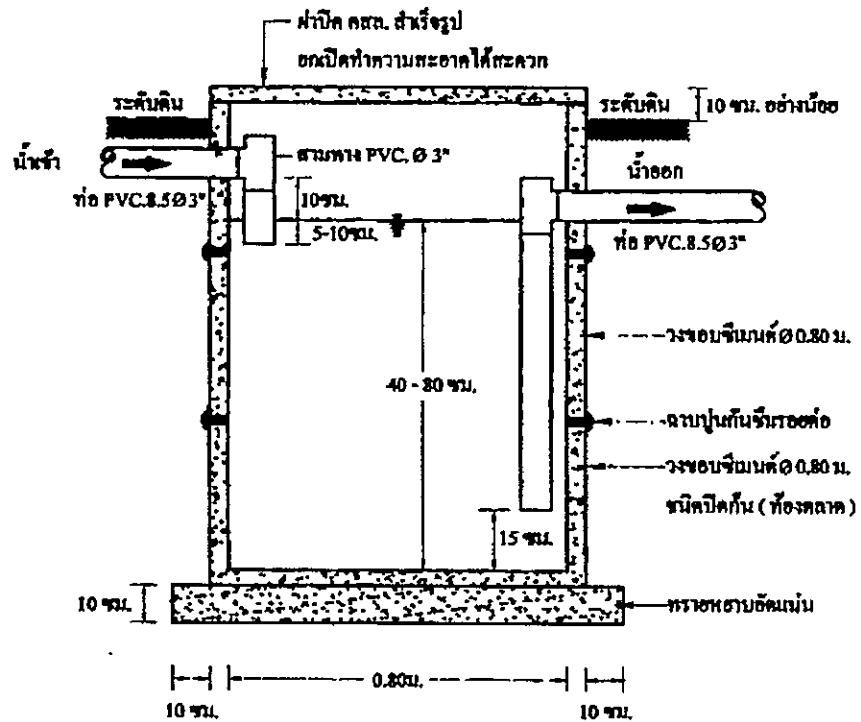 ฝาปิด คสล. สำเร็จรูป
ยกเปิดทำความสะอาดได้สะดวก
ระดับดิน
ระดับดิน
10 ซม. อย่างน้อย
น้ำเข้า
สามทาง PVC. Ø 3"
น้ำออก
ท่อ PVC.8.5Ø3"
10ซม.
5-10ซม.
ท่อ PVC.8.5Ø3"
วงขอบซีเมนต์ Ø 0.80 ม.
40 - 80 ซม.
ฉาบปูนกันซึมรอยต่อ
วงขอบซีเมนต์ Ø 0.80 ม.
ชนิดปิดก้น ( ท้องตลาด )
15 ซม.
10 ซม.
ทรายหยาบอัดแน่น
0.80ม.
10 ซม.
10 ซม.